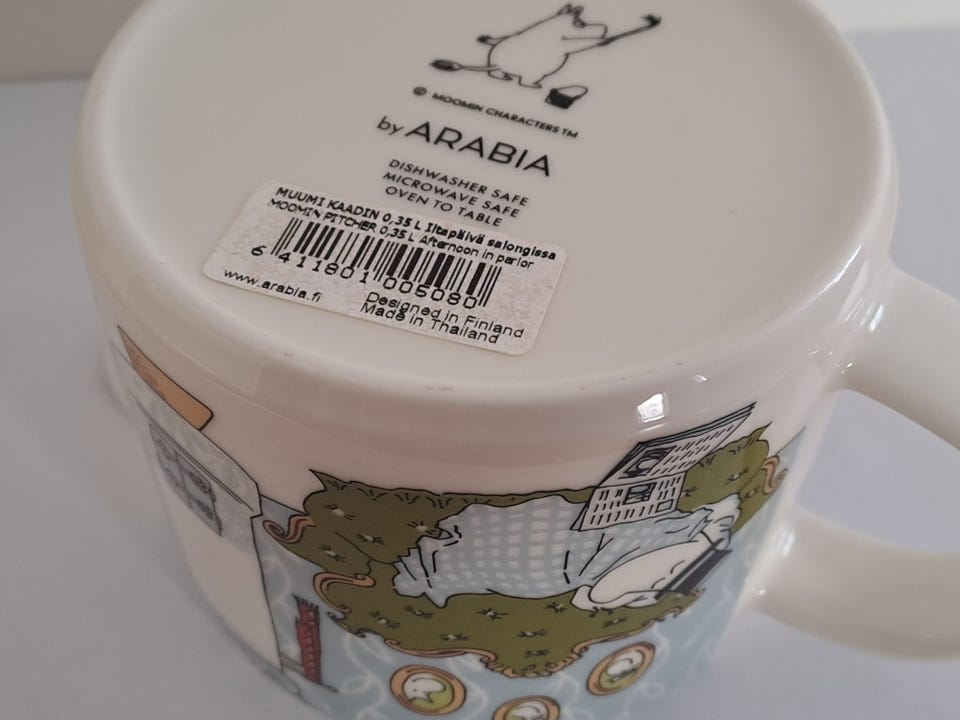 © MOOMIN CHARACTERS TM
by ARABIA
DISHWASHER SAFE
MICROWAVE SAFE
OVEN TO TABLE
MUUMI KAADIN 0,35 L Iltapäivä salongissa
MOOMIN PITCHER 0,35 L Afternoon in parlor
6 411801 005080
www.arabia.fi
Designed in Finland
Made in Thailand